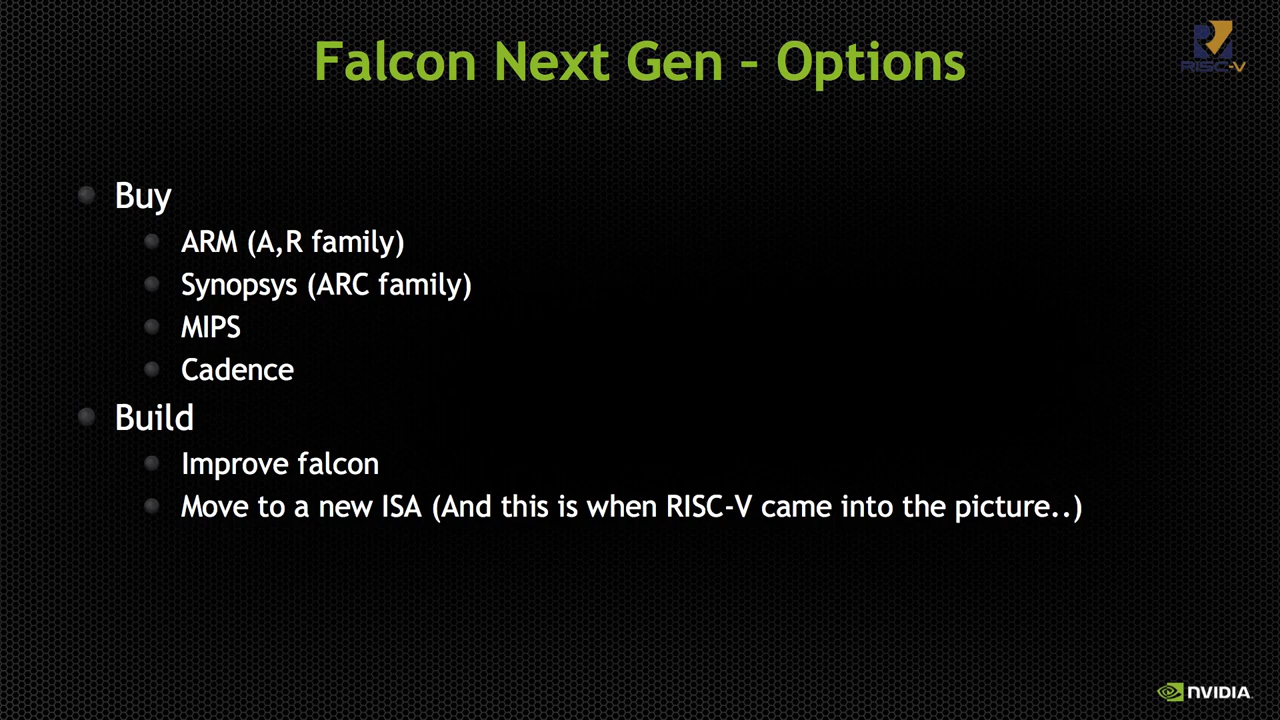 Falcon Next Gen – Options
RISC-V
Buy
ARM (A,R family)
Synopsys (ARC family)
MIPS
Cadence
Build
Improve falcon
Move to a new ISA (And this is when RISC-V came into the picture..)
NVIDIA.